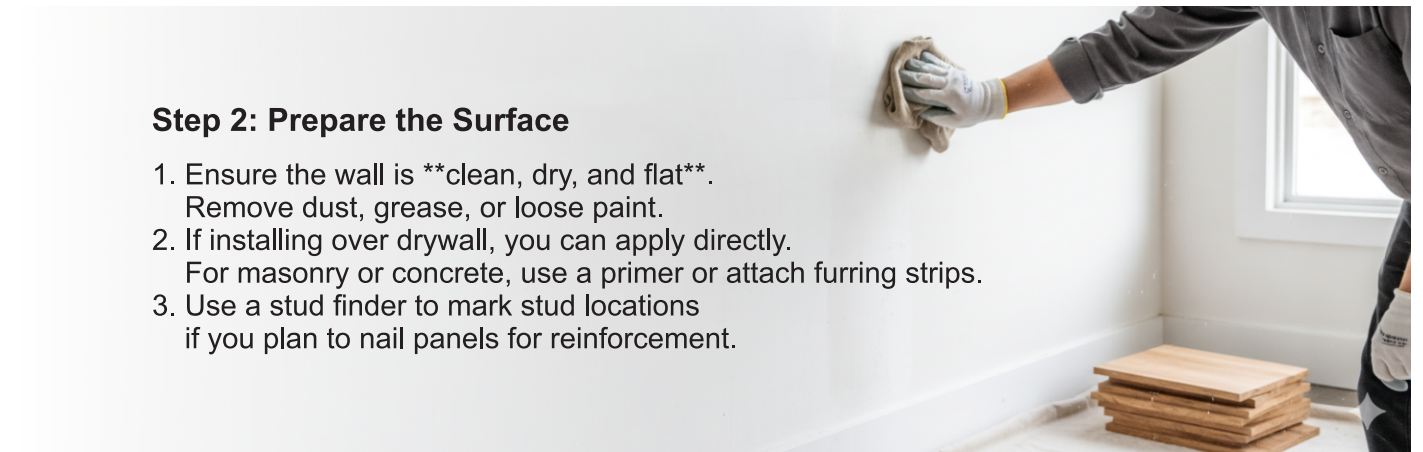 Step 2: Prepare the Surface
1. Ensure the wall is **clean, dry, and flat**.
Remove dust, grease, or loose paint.
2. If installing over drywall, you can apply directly.
For masonry or concrete, use a primer or attach furring strips.
3. Use a stud finder to mark stud locations
if you plan to nail panels for reinforcement.